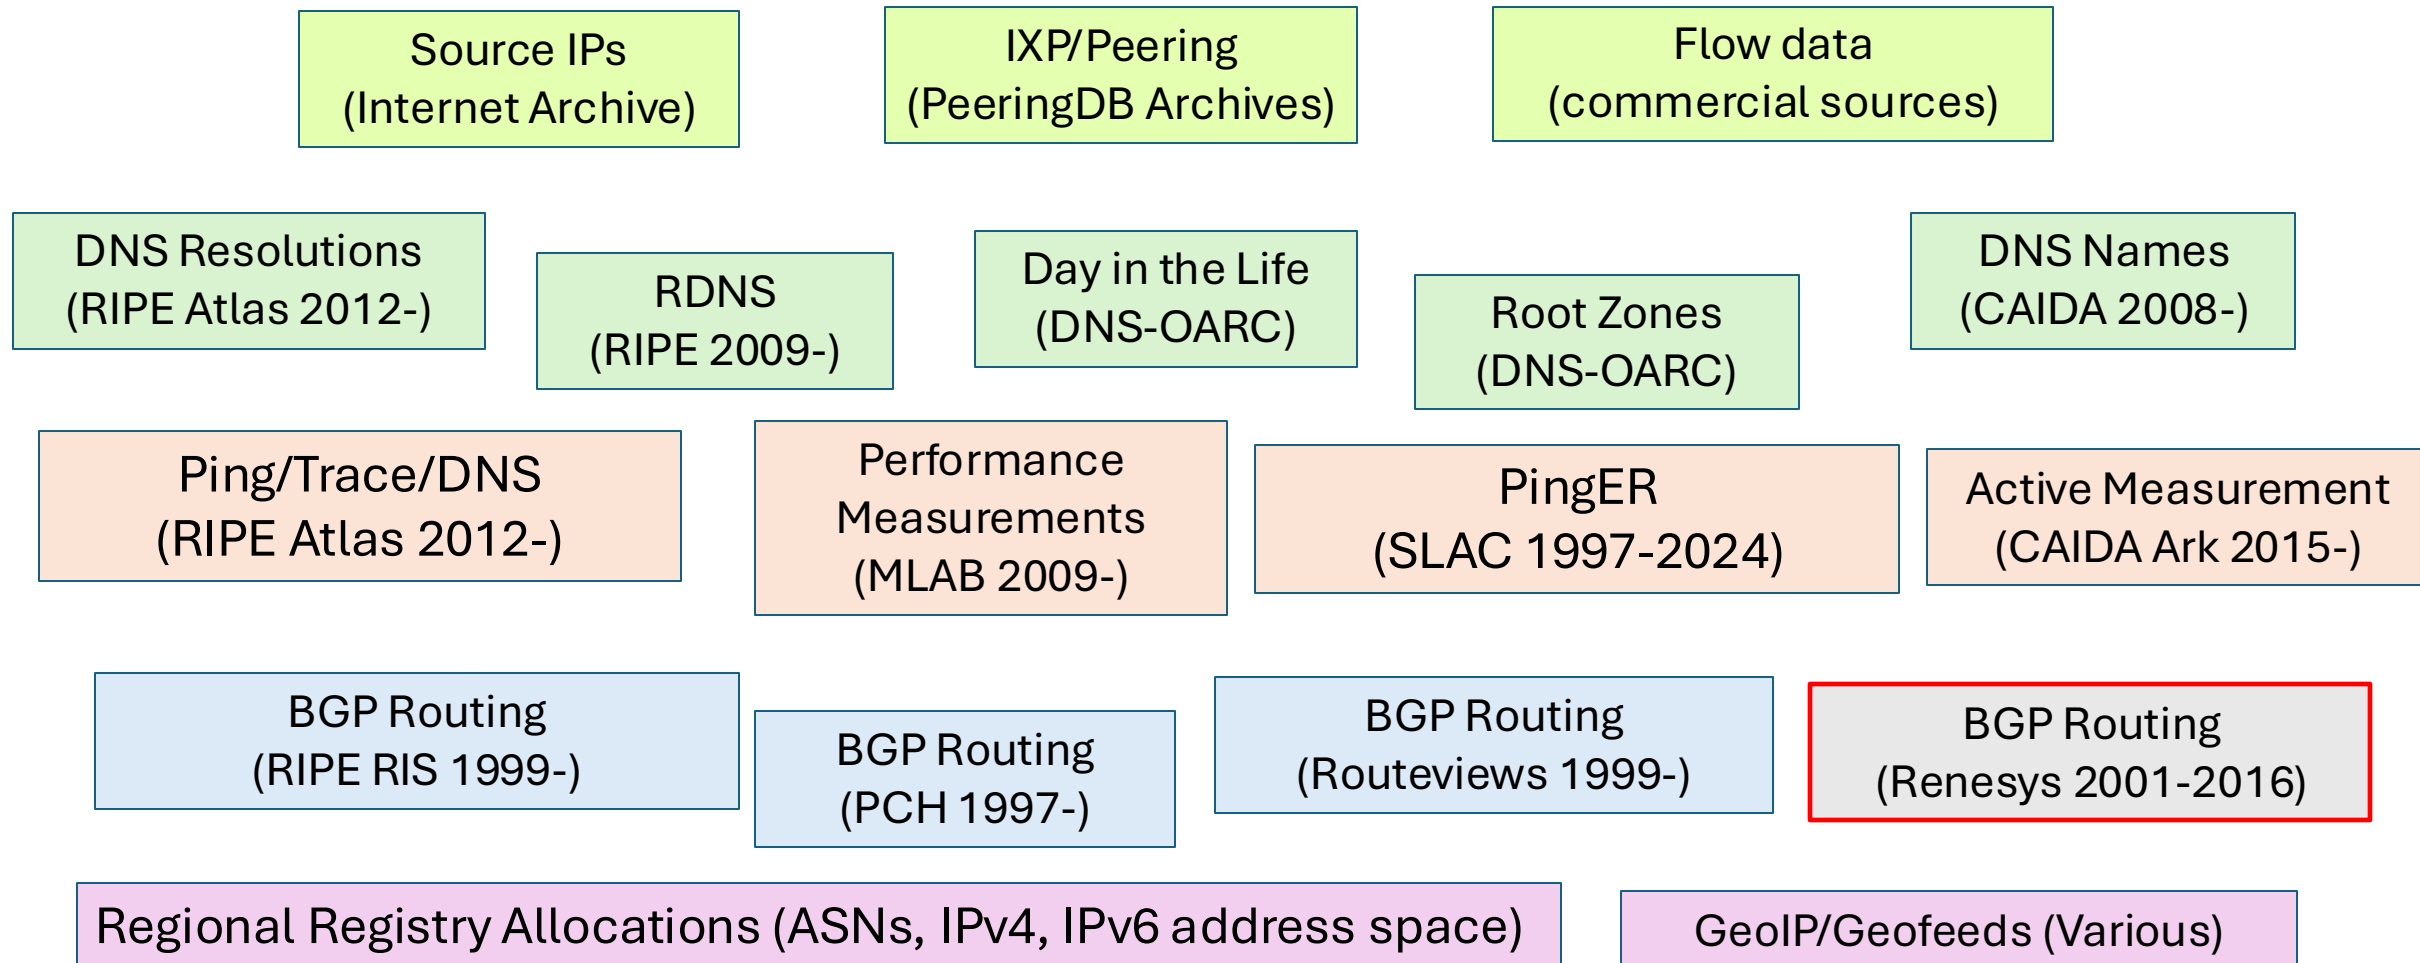 Source IPs
(Internet Archive)
IXP/Peering
(PeeringDB Archives)
Flow data
(commercial sources)
DNS Resolutions
(RIPE Atlas 2012-)
RDNS
(RIPE 2009-)
Day in the Life
(DNS-OARC)
Root Zones
(DNS-OARC)
DNS Names
(CAIDA 2008-)
Ping/Trace/DNS
(RIPE Atlas 2012-)
Performance
Measurements
(MLAB 2009-)
PingER
(SLAC 1997-2024)
Active Measurement
(CAIDA Ark 2015-)
BGP Routing
(RIPE RIS 1999-)
BGP Routing
(PCH 1997-)
BGP Routing
(Routeviews 1999-)
BGP Routing
(Renesys 2001-2016)
Regional Registry Allocations (ASNs, IPv4, IPv6 address space)
GeoIP/Geofeeds (Various)